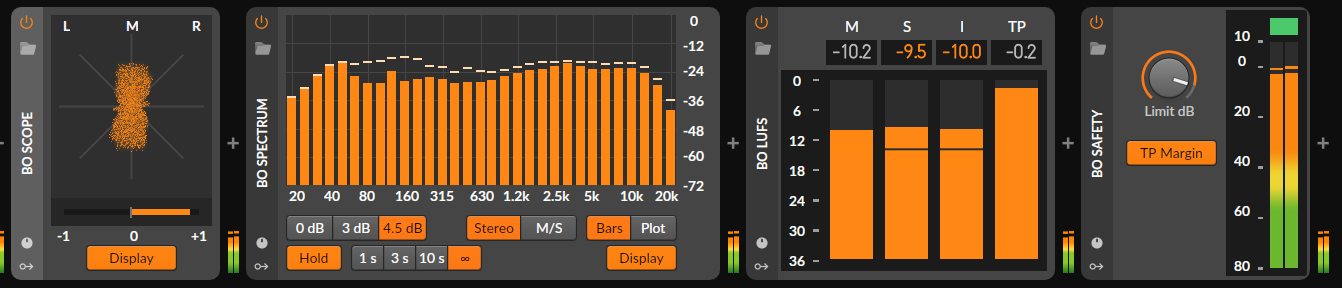 BO SCOPE
L M R
-1 0 +1
Display
BO SPECTRUM
0
-12
-24
-36
-48
-60
-72
20 40 80 160 315 630 1.2k 2.5k 5k 10k 20k
0 dB 3 dB 4.5 dB Stereo M/S Bars Plot
Hold 1 s 3 s 10 s ∞ Display
BO LUFS
M S I TP
-10.2 -9.5 -10.0 -0.2
0
6
12
18
24
30
36
BO SAFETY
Limit dB
TP Margin
10
0
20
40
60
80